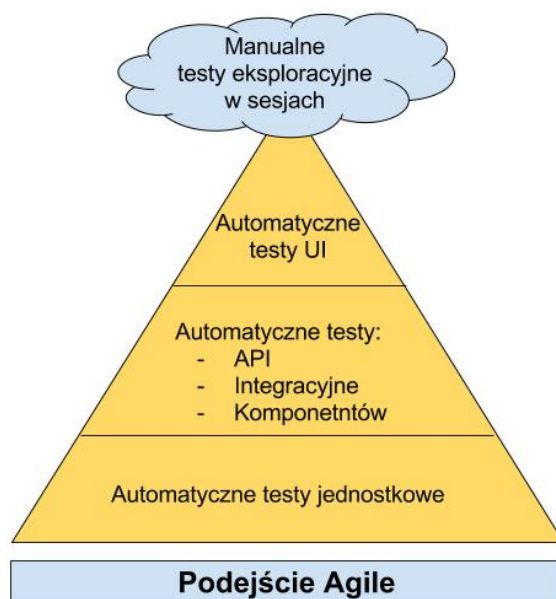 Manualne
testy eksploracyjne
w sesjach
Automatyczne
testy UI
Automatyczne testy:
- API
- Integracyjne
- Komponetntów
Automatyczne testy jednostkowe
Podejście Agile